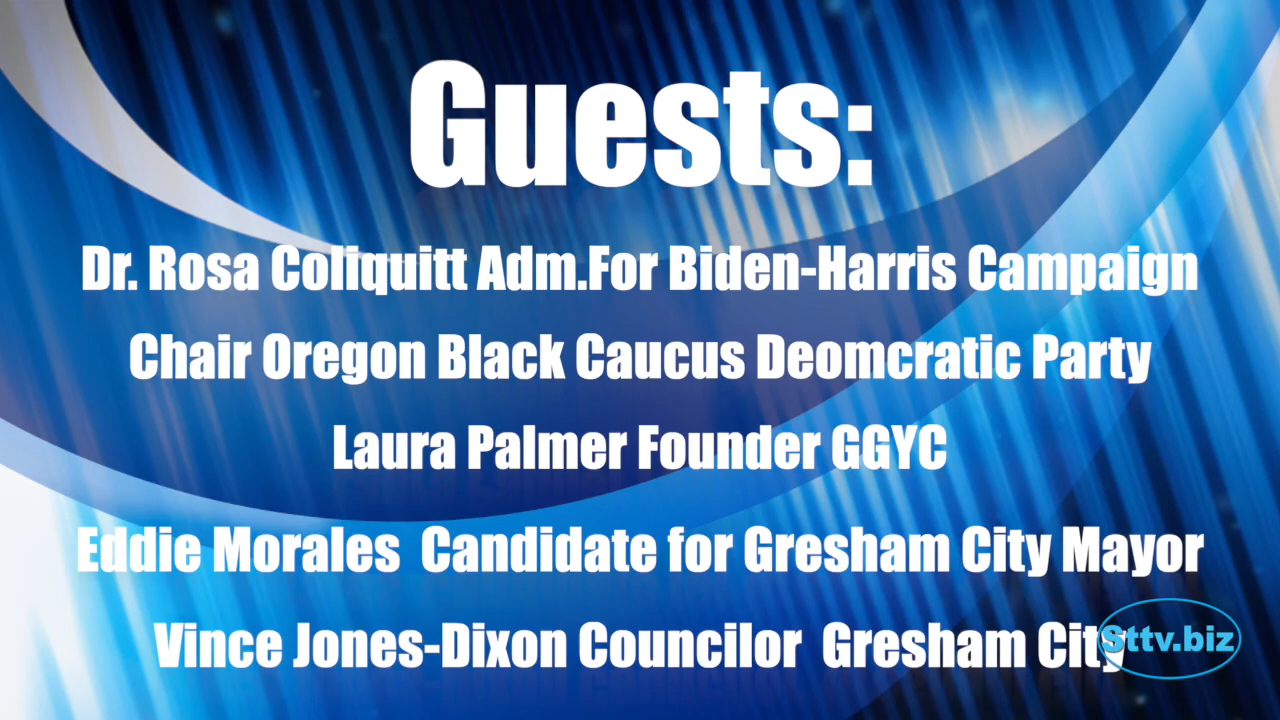 Guests:
Dr. Rosa Coliquitt Adm.For Biden-Harris Campaign
Chair Oregon Black Caucus Deomcratic Party
Laura Palmer Founder GGYC
Eddie Morales Candidate for Gresham City Mayor
Vince Jones-Dixon Councilor Gresham City
Sttv.biz